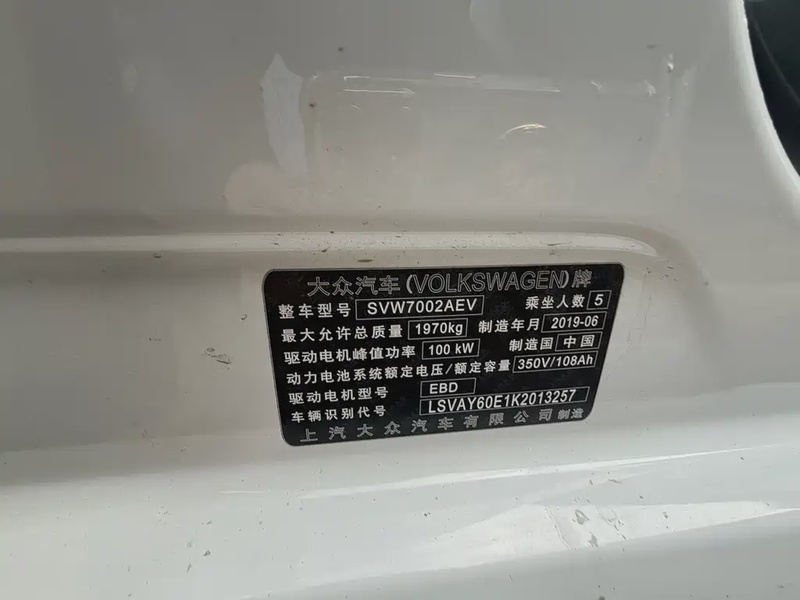 大众汽车(VOLKSWAGEN)牌
整车型号 SVW7002AEV 乘坐人数 5
最大允许总质量 1970kg 制造年月 2019-06
驱动电机峰值功率 100 kW 制造国 中国
动力电池系统额定电压/额定容量 350V/108Ah
驱动电机型号 EBD
车辆识别代号 LSVAY60E1K2013257
上汽大众汽车有限公司 制造